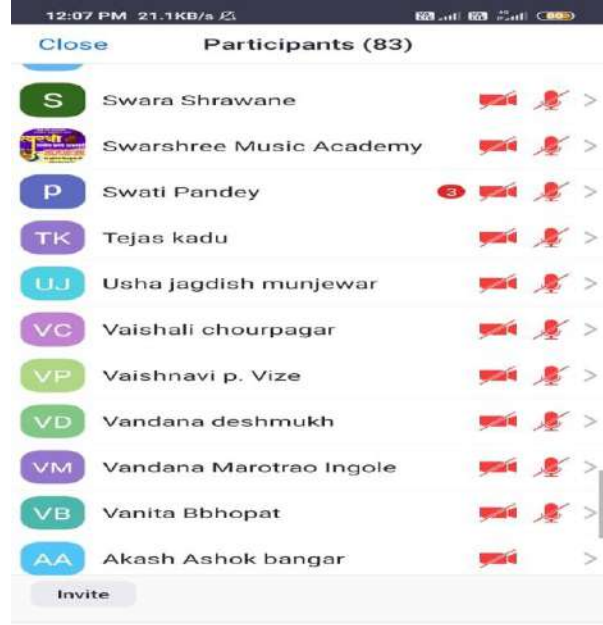 12:07 PM 21.1KB/s
Close Participants (83)
S Swara Shrawane
Swarshree Music Academy
P Swati Pandey 3
TK Tejas kadu
UJ Usha jagdish munjewar
VC Vaishali chourpagar
VP Vaishnavi p. Vize
VD Vandana deshmukh
VM Vandana Marotrao Ingole
VB Vanita Bbhopat
AA Akash Ashok bangar
Invite